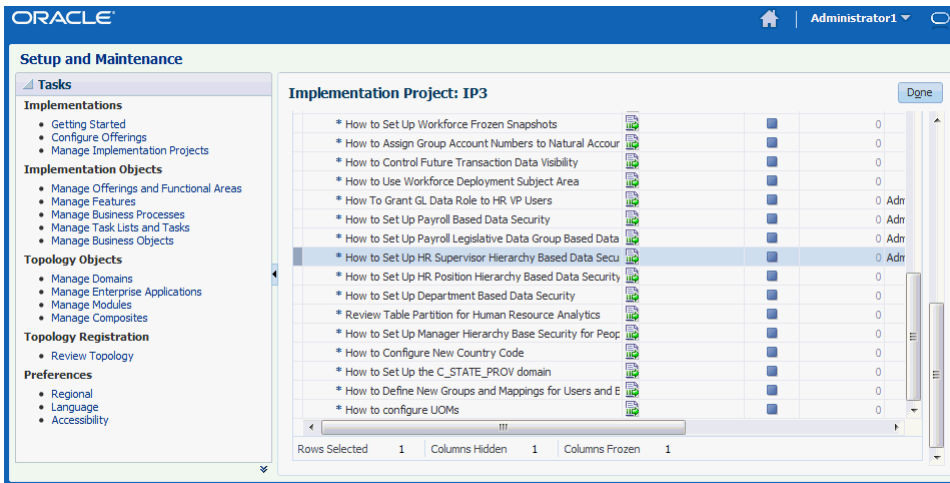 ORACLE
Administrator1
Setup and Maintenance
Tasks
Implementations
Getting Started
Configure Offerings
Manage Implementation Projects
Implementation Objects
Manage Offerings and Functional Areas
Manage Features
Manage Business Processes
Manage Task Lists and Tasks
Manage Business Objects
Topology Objects
Manage Domains
Manage Enterprise Applications
Manage Modules
Manage Composites
Topology Registration
Review Topology
Preferences
Regional
Language
Accessibility
Implementation Project: IP3
Done
* How to Set Up Workforce Frozen Snapshots 0
* How to Assign Group Account Numbers to Natural Accour 0
* How to Control Future Transaction Data Visibility 0
* How to Use Workforce Deployment Subject Area 0
* How To Grant GL Data Role to HR VP Users 0 Adm
* How to Set Up Payroll Based Data Security 0
* How to Set Up Payroll Legislative Data Group Based Data 0 Adm
* How to Set Up HR Supervisor Hierarchy Based Data Secu 0 Adm
* How to Set Up HR Position Hierarchy Based Data Security 0
* How to Set Up Department Based Data Security 0
* Review Table Partition for Human Resource Analytics 0
* How to Set Up Manager Hierarchy Base Security for Peop 0
* How to Configure New Country Code 0
* How to Set Up the C_STATE_PROV domain 0
* How to Define New Groups and Mappings for Users and E 0
* How to configure UOMs 0
Rows Selected 1 Columns Hidden 1 Columns Frozen 1